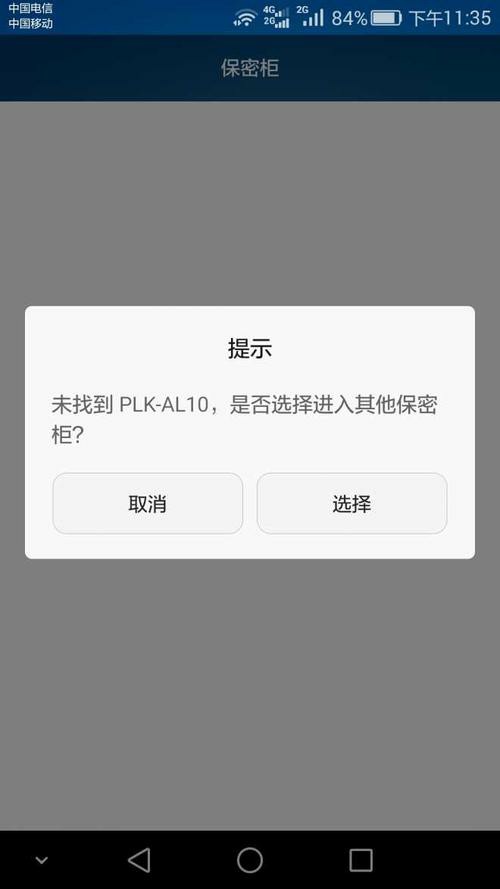 中国电信
中国移动
4G
2G
2G
84%
下午11:35
保密柜
提示
未找到 PLK-AL10，是否选择进入其他保密
柜？
取消
选择